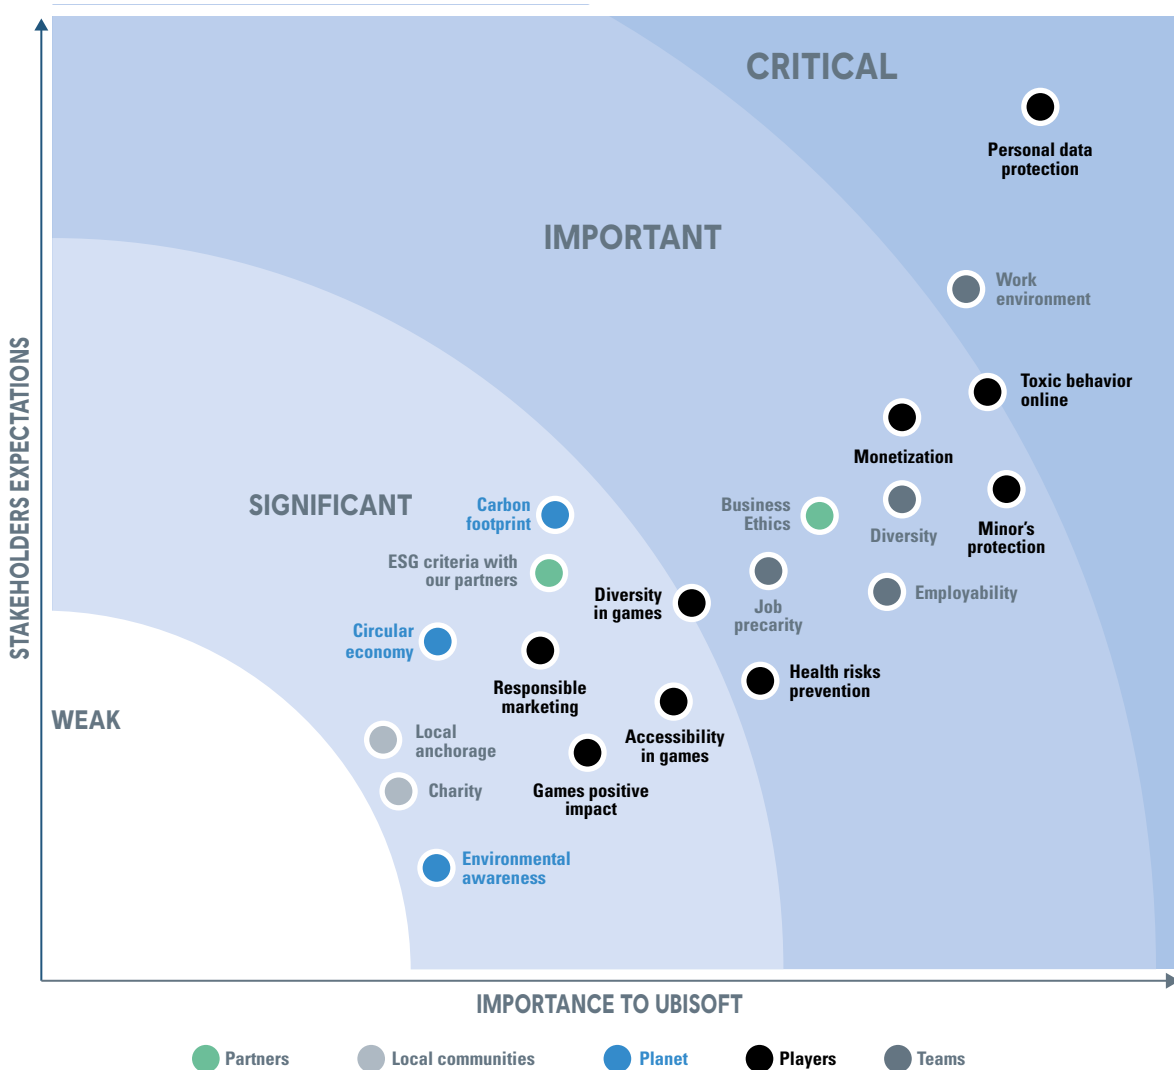 CRITICAL
Personal data
protection
IMPORTANT
Work
environment
Toxic behavior
online
Monetization
SIGNIFICANT
Carbon
footprint
Business
Ethics
Diversity
Minor's
protection
ESG criteria with
our partners
Diversity
in games
Job
precarity
Employability
Circular
economy
Responsible
marketing
Health risks
prevention
WEAK
Local
anchorage
Accessibility
in games
Charity
Games positive
impact
Environmental
awareness
STAKEHOLDERS EXPECTATIONS
IMPORTANCE TO UBISOFT
Partners
Local communities
Planet
Players
Teams